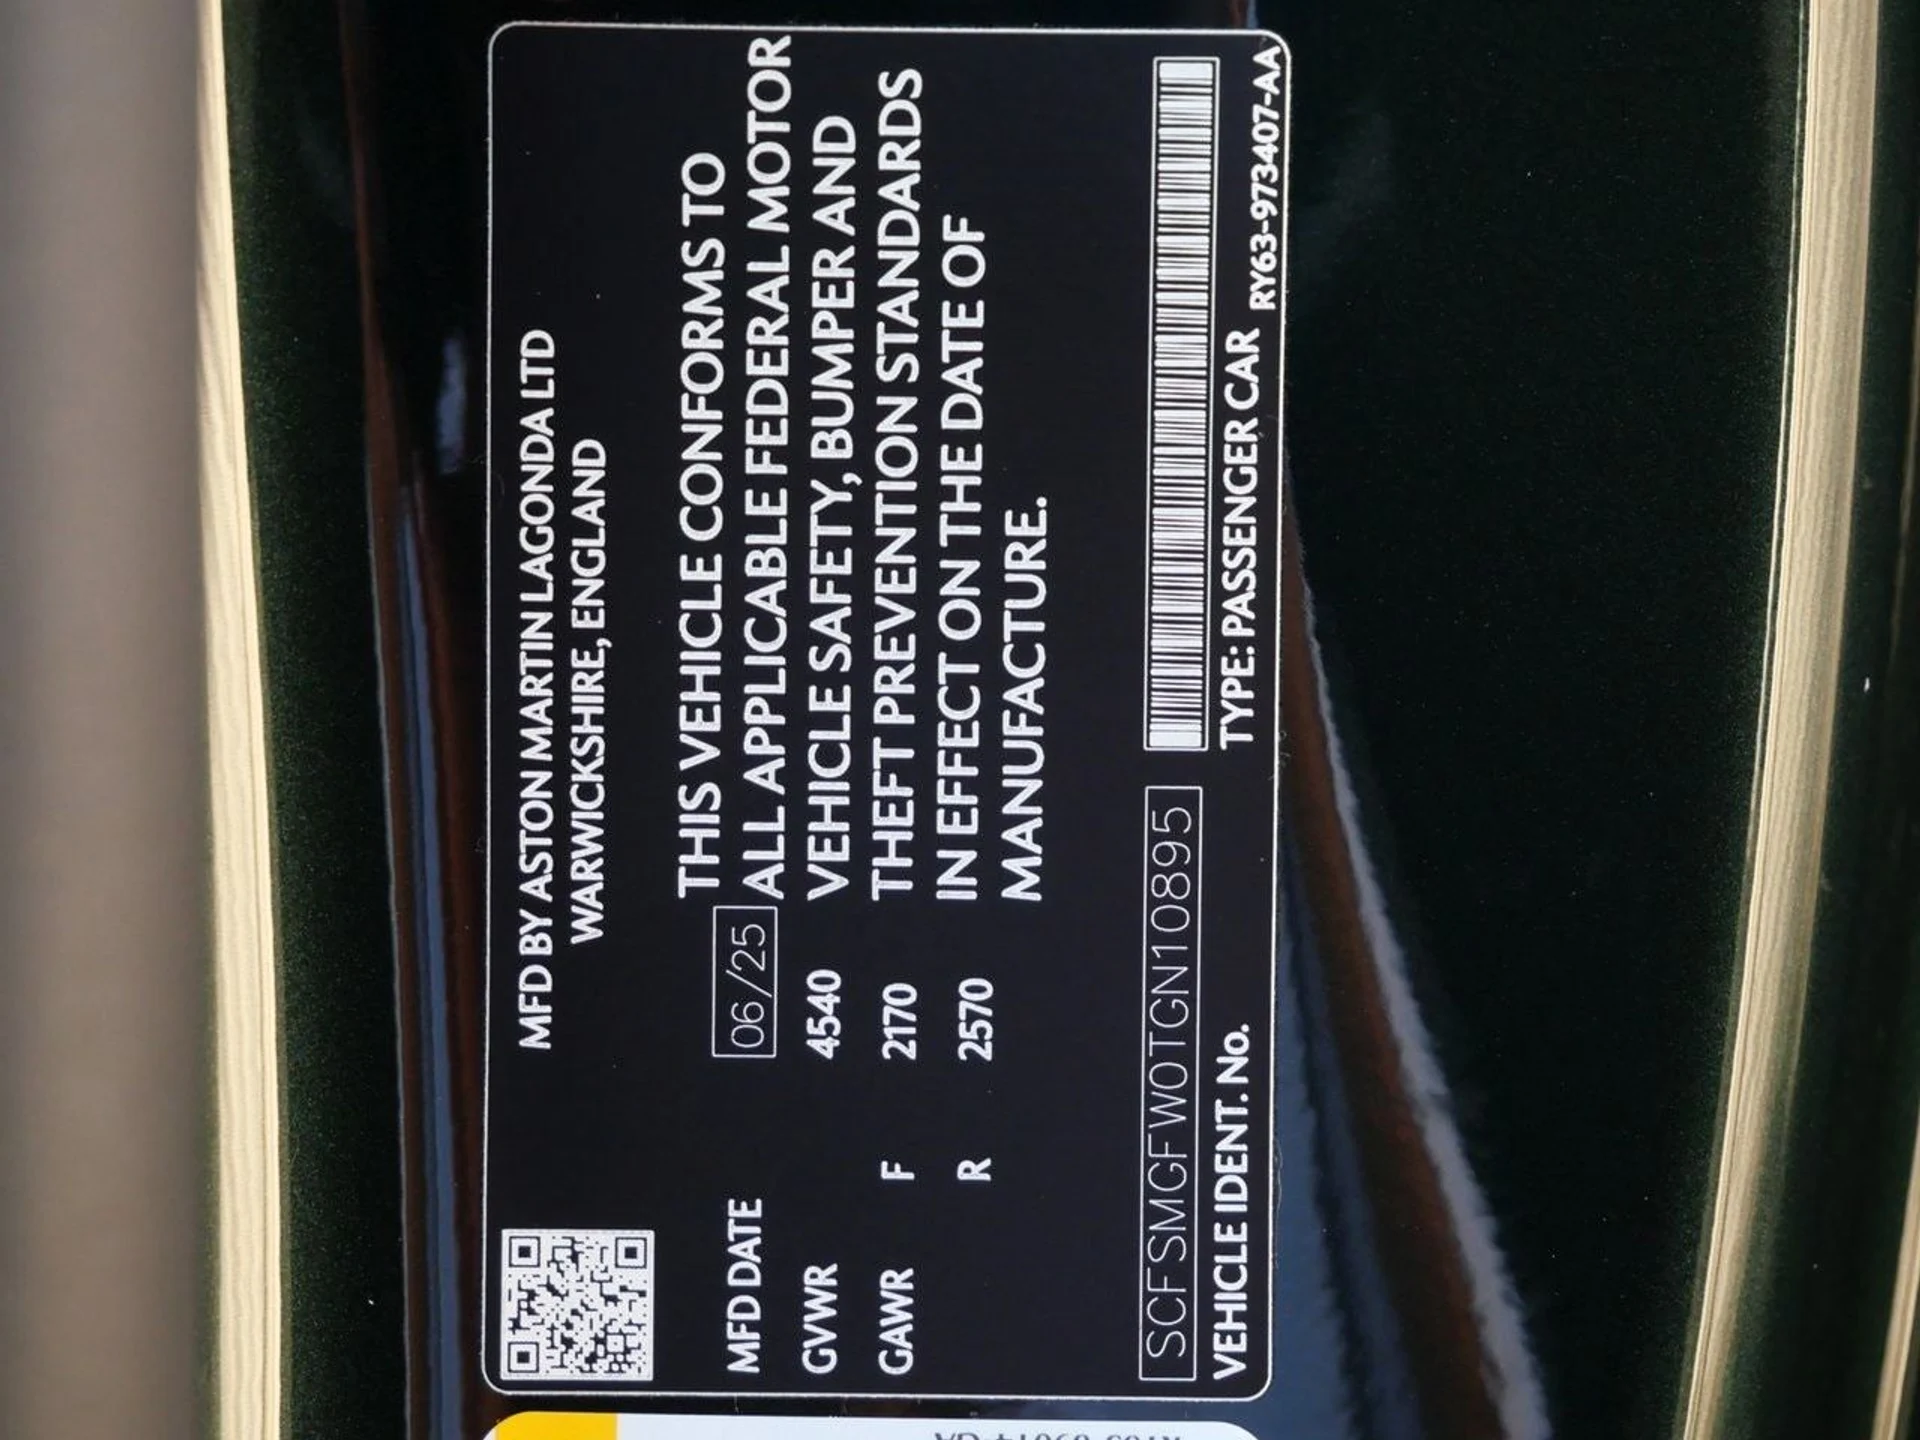 MFD BY ASTON MARTIN LAGONDA LTD
WARWICKSHIRE, ENGLAND
MFD DATE 06/25
GVWR 4540
GAWR F 2170
R 2570
THIS VEHICLE CONFORMS TO
ALL APPLICABLE FEDERAL MOTOR
VEHICLE SAFETY, BUMPER AND
THEFT PREVENTION STANDARDS
IN EFFECT ON THE DATE OF
MANUFACTURE.
SCFSMGFW0TGN10895
VEHICLE IDENT. No.
TYPE: PASSENGER CAR
RY63-973407-AA